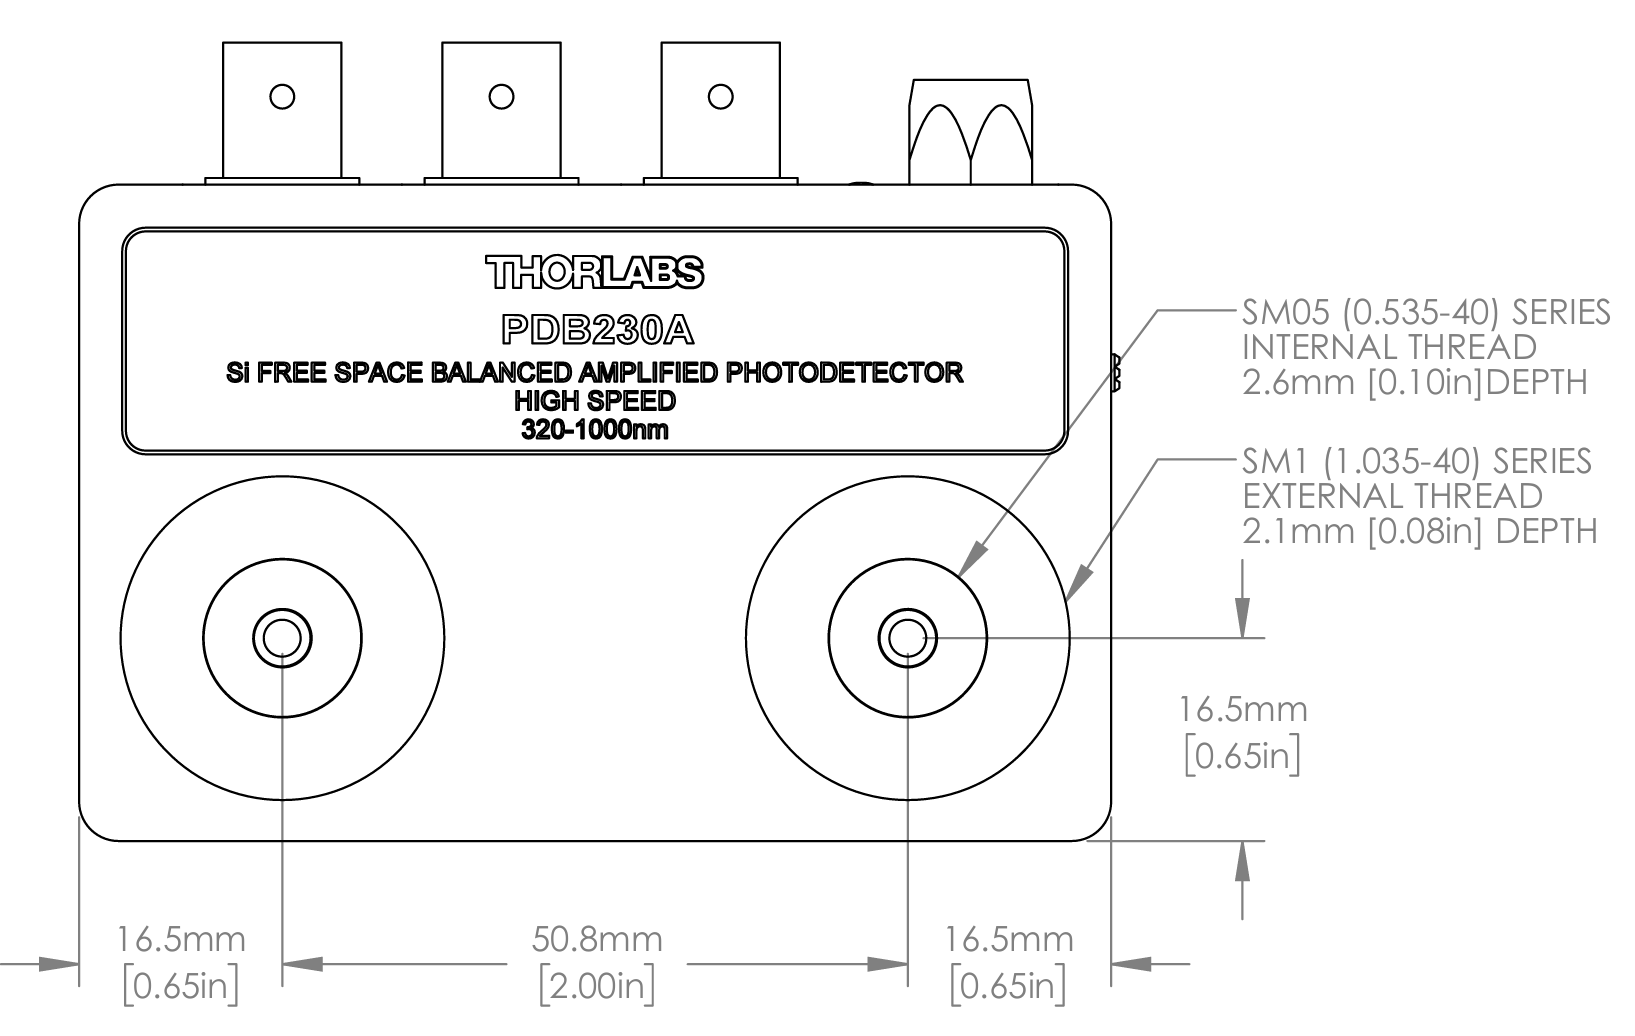 THORLABS
PDB230A
Si FREE SPACE BALANCED AMPLIFIED PHOTODETECTOR
HIGH SPEED
320-1000nm
SM05 (0.535-40) SERIES
INTERNAL THREAD
2.6mm [0.10in]DEPTH
SM1 (1.035-40) SERIES
EXTERNAL THREAD
2.1mm [0.08in] DEPTH
16.5mm
[0.65in]
16.5mm
[0.65in]
50.8mm
[2.00in]
16.5mm
[0.65in]